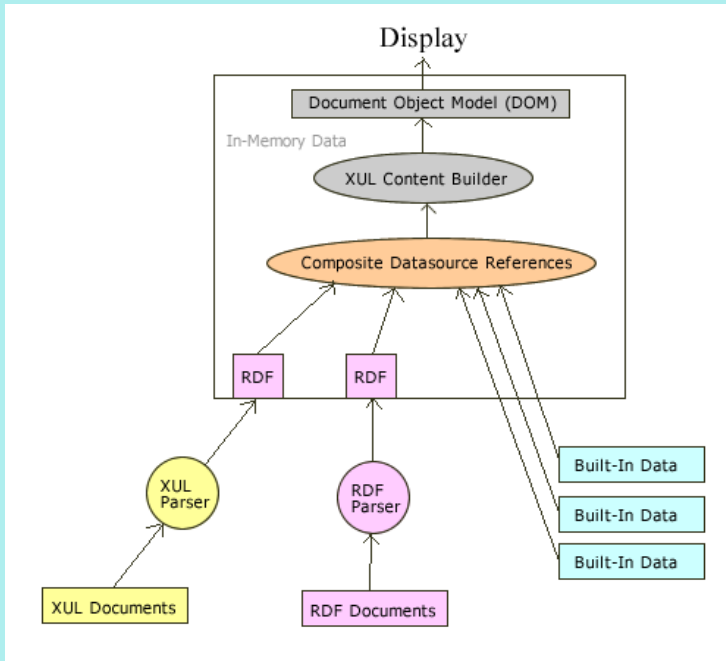 Display
Document Object Model (DOM)
In-Memory Data
XUL Content Builder
Composite Datasource References
RDF
RDF
XUL
Parser
RDF
Parser
Built-In Data
Built-In Data
Built-In Data
XUL Documents
RDF Documents